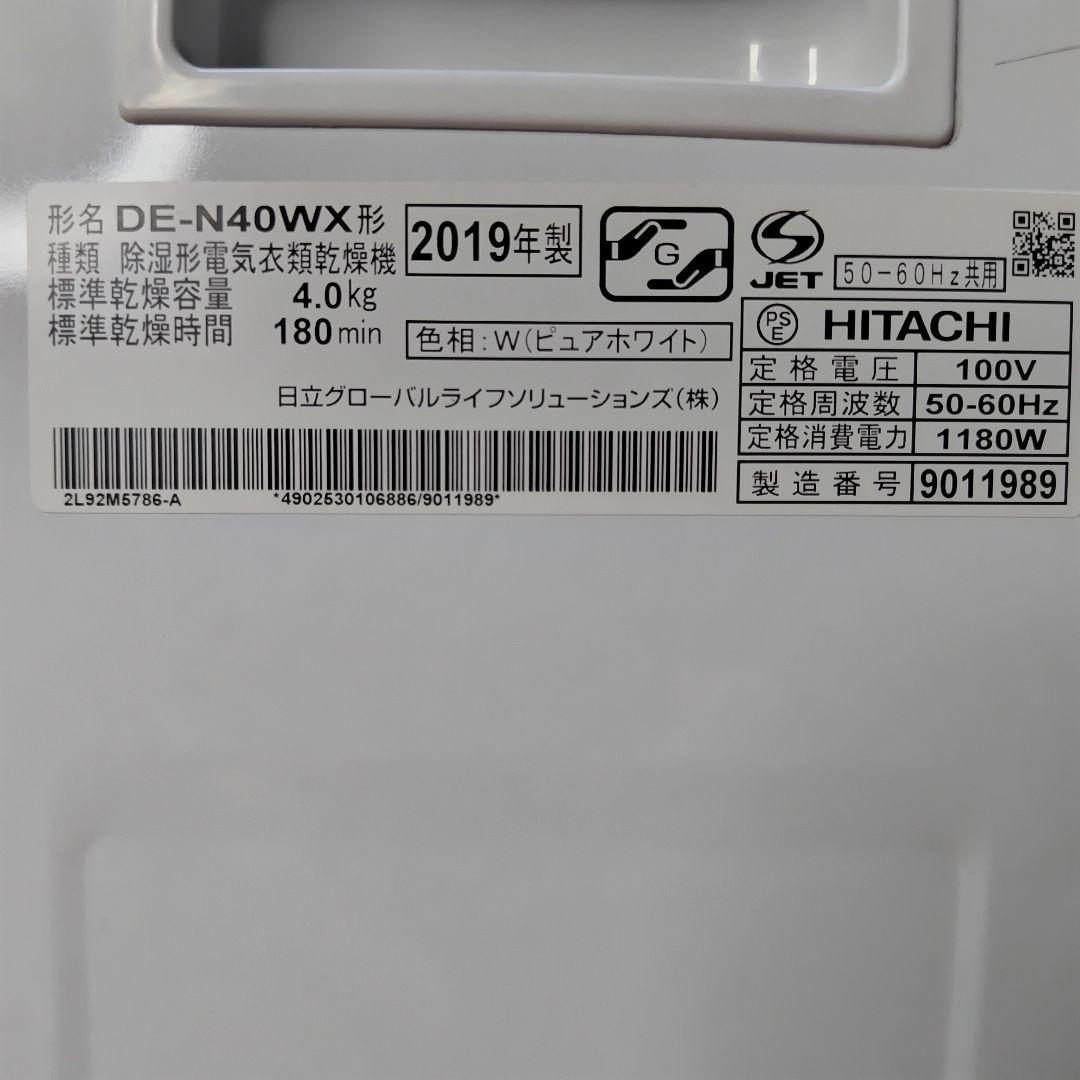 形名 DE-N40WX形
種類 除湿形電気衣類乾燥機
標準乾燥容量 4.0kg
標準乾燥時間 180min
2019年製
G
JET
50-60Hz共用
色相:W(ピュアホワイト)
日立グローバルライフソリューションズ(株)
PSE HITACHI
定格電圧 100V
定格周波数 50-60Hz
定格消費電力 1180W
製造番号 9011989
2L92M5786-A *4902530106886/9011989*